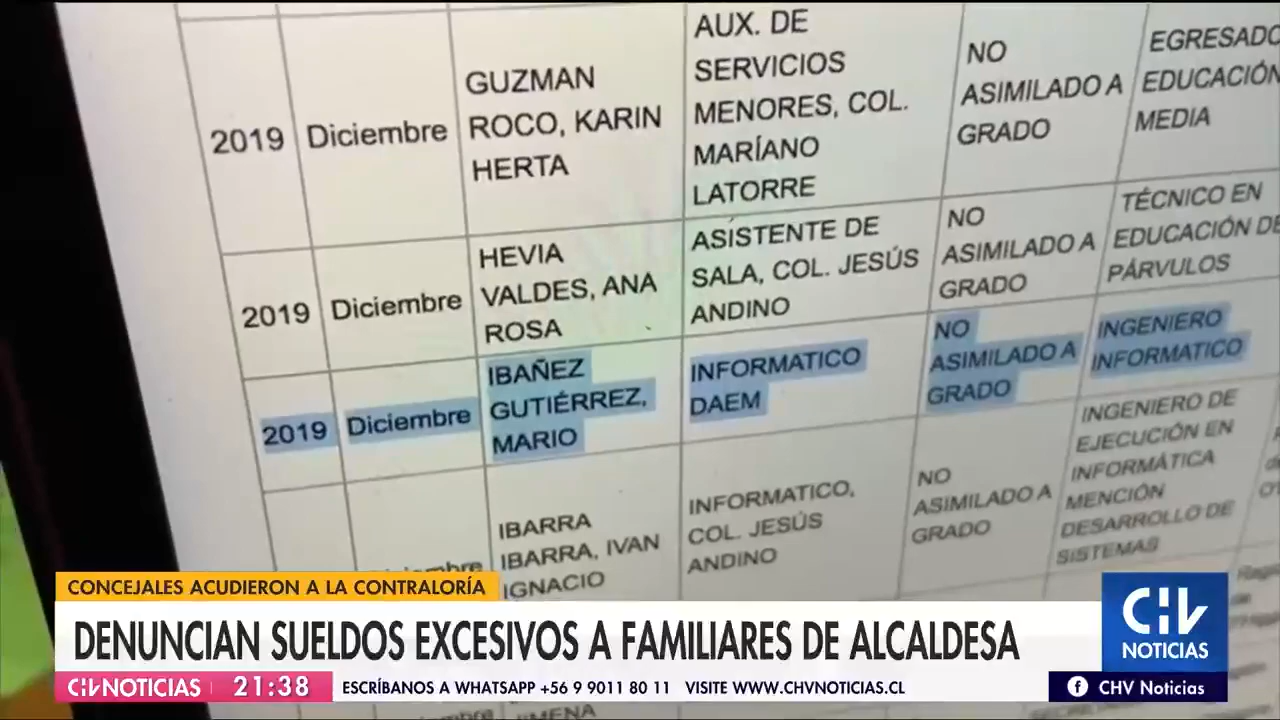 AUX. DE
SERVICIOS
MENORES, COL.
MARÍANO
LATORRE
GUZMAN
ROCO, KARIN
HERTA
2019
Diciembre
NO
ASIMILADO A
GRADO
EGRESADO
EDUCACIÓN
MEDIA
2019
Diciembre
HEVIA
VALDES, ANA
ROSA
ASISTENTE DE
SALA, COL. JESÚS
ANDINO
NO
ASIMILADO A
GRADO
TÉCNICO EN
EDUCACIÓN DE
PÁRVULOS
2019
Diciembre
IBAÑEZ
GUTIÉRREZ,
MARIO
INFORMATICO
DAEM
NO
ASIMILADO A
GRADO
INGENIERO
INFORMATICO
IBARRA
IBARRA, IVAN
IGNACIO
INFORMATICO,
COL. JESÚS
ANDINO
NO
ASIMILADO A
GRADO
INGENIERO DE
EJECUCIÓN EN
INFORMÁTICA
MENCIÓN
DESARROLLO DE
SISTEMAS
CONCEJALES ACUDIERON A LA CONTRALORÍA
DENUNCIAN SUELDOS EXCESIVOS A FAMILIARES DE ALCALDESA
CHV
NOTICIAS
CHVNOTICIAS 21:38 ESCRÍBANOS A WHATSAPP +56 9 9011 80 11 VISITE WWW.CHVNOTICIAS.CL
CHV Noticias